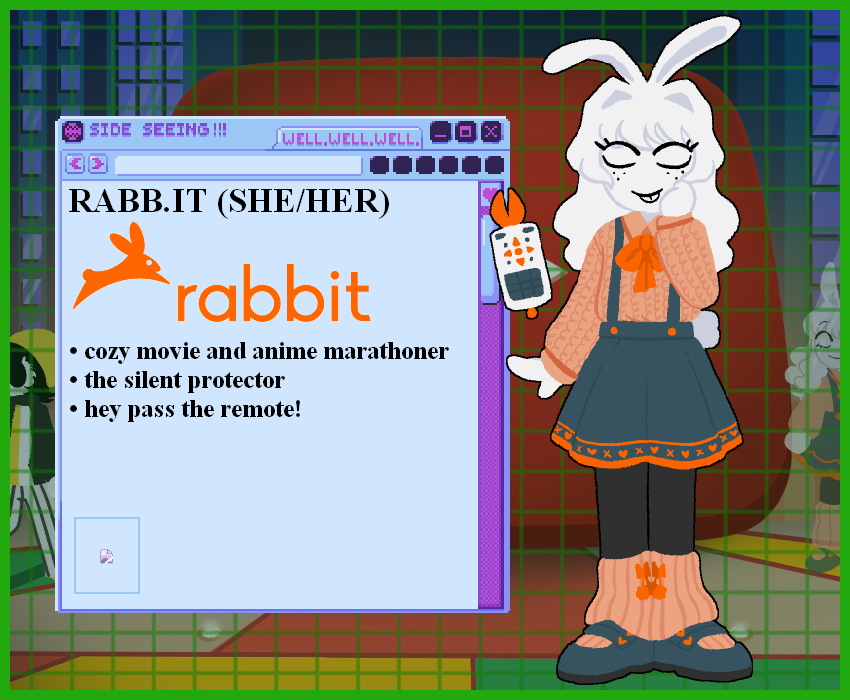 SIDE SEEING!!!
WELL.WELL.WELL.
RABB.IT (SHE/HER)
rabbit
• cozy movie and anime marathoner
• the silent protector
• hey pass the remote!